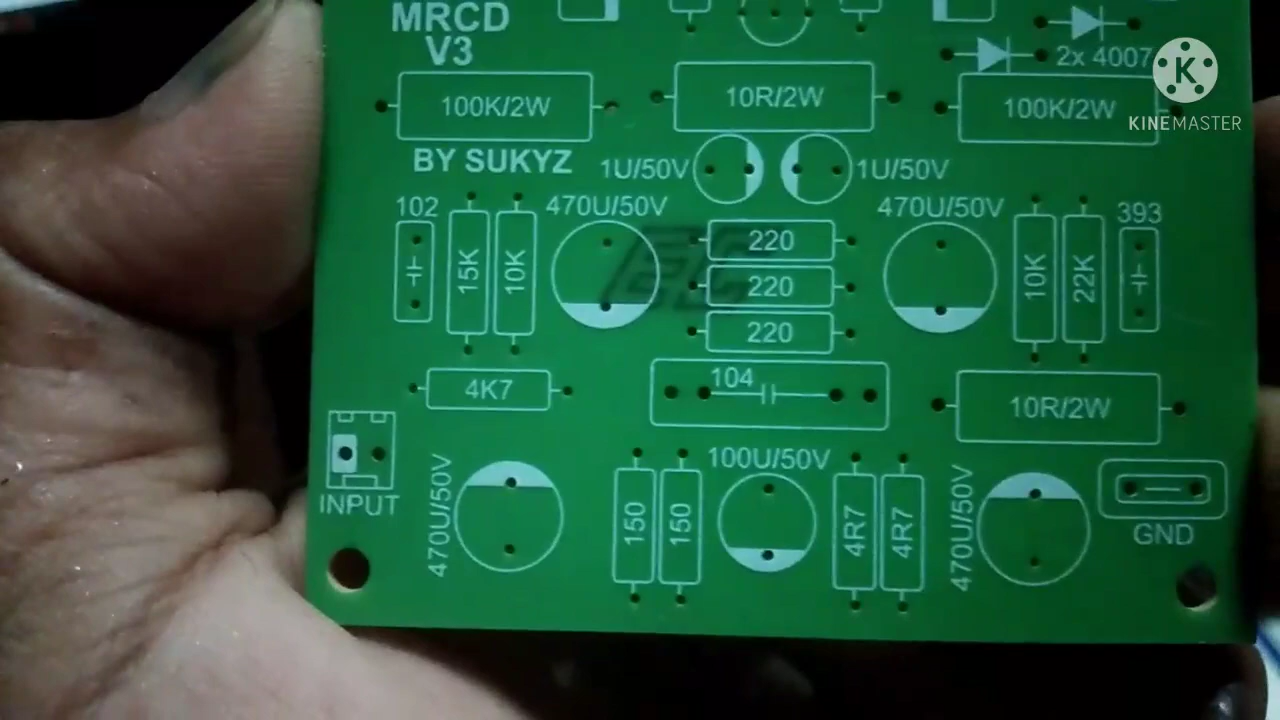 MRCD
V3
2x 4007
K
KINEMASTER
100K/2W
10R/2W
100K/2W
BY SUKYZ
1U/50V
1U/50V
102
15K
10K
470U/50V
220
220
220
470U/50V
10K
22K
393
4K7
104
10R/2W
INPUT
470U/50V
150
150
100U/50V
4R7
4R7
470U/50V
GND